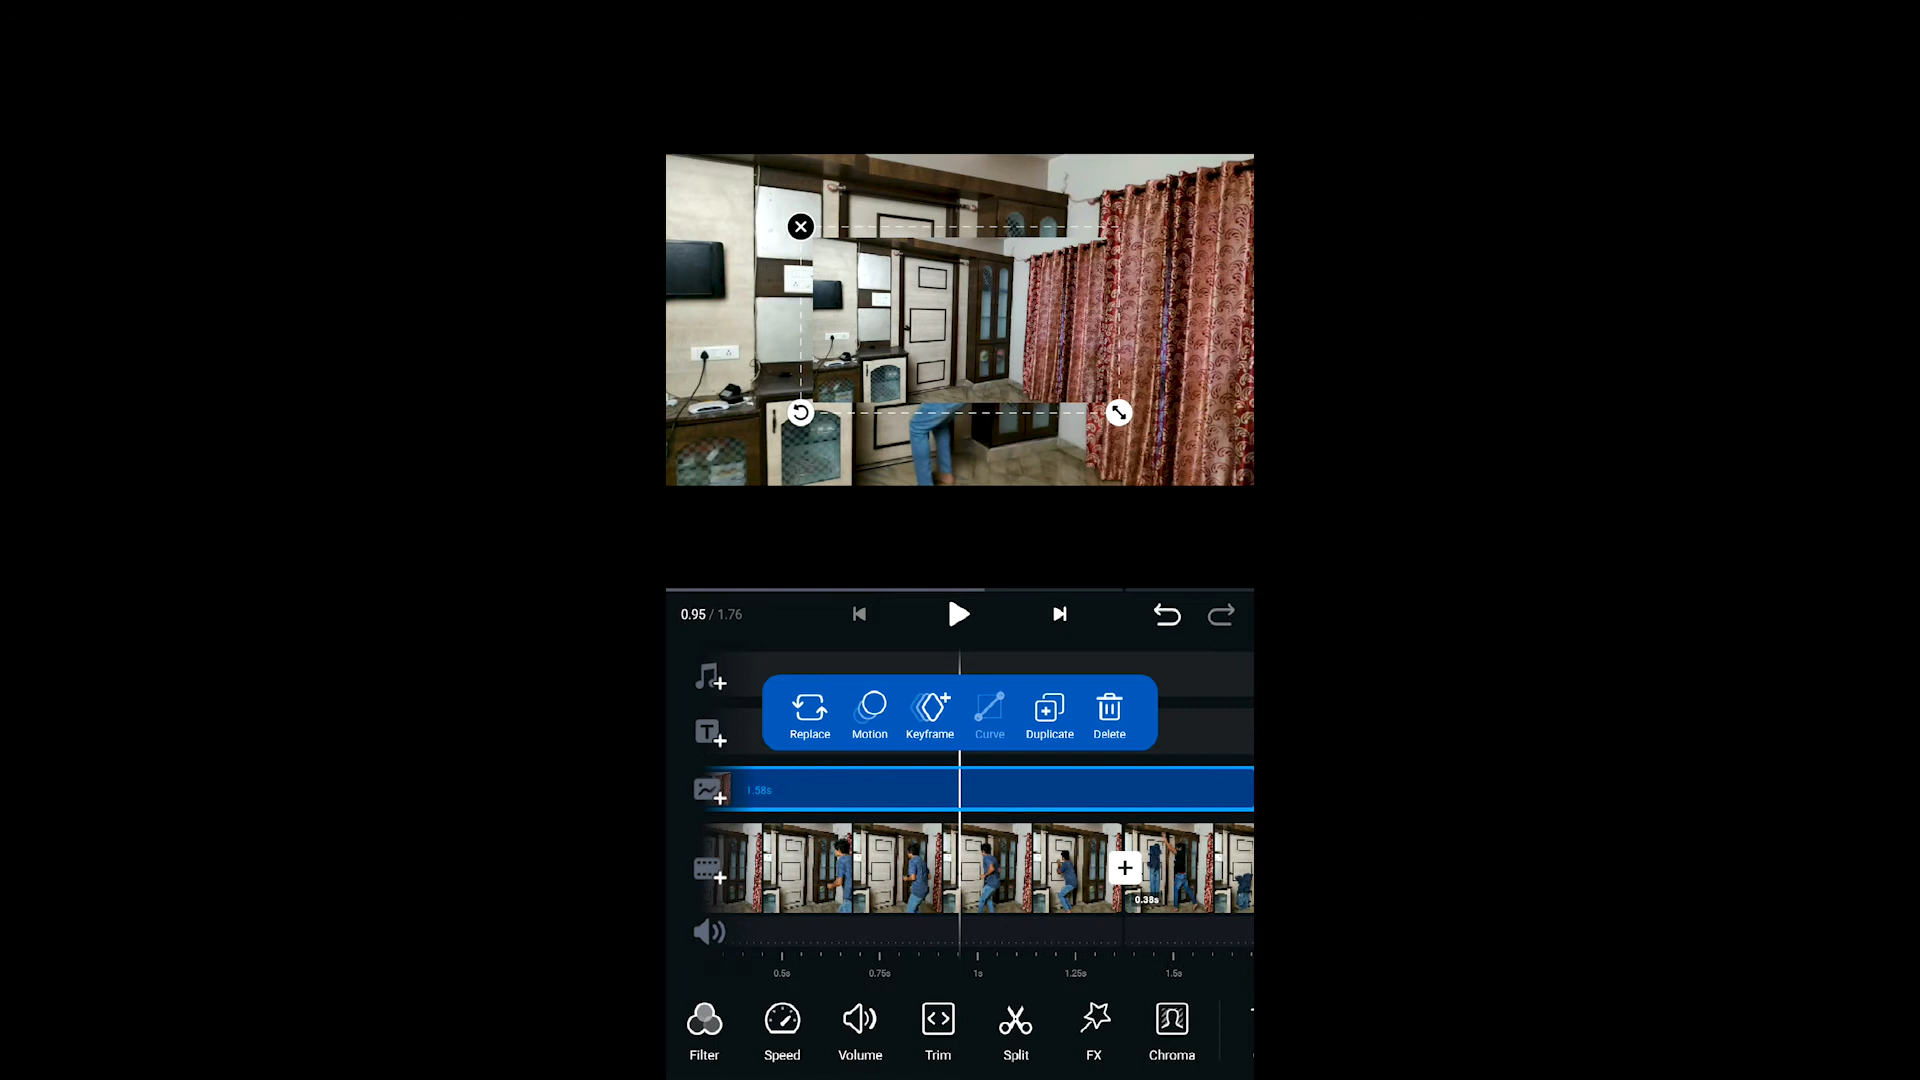 0.95 / 1.76
Replace Motion Keyframe Curve Duplicate Delete
T
1.58s
0.38s
0.5s 0.75s 1s 1.25s 1.5s
Filter Speed Volume Trim Split FX Chroma